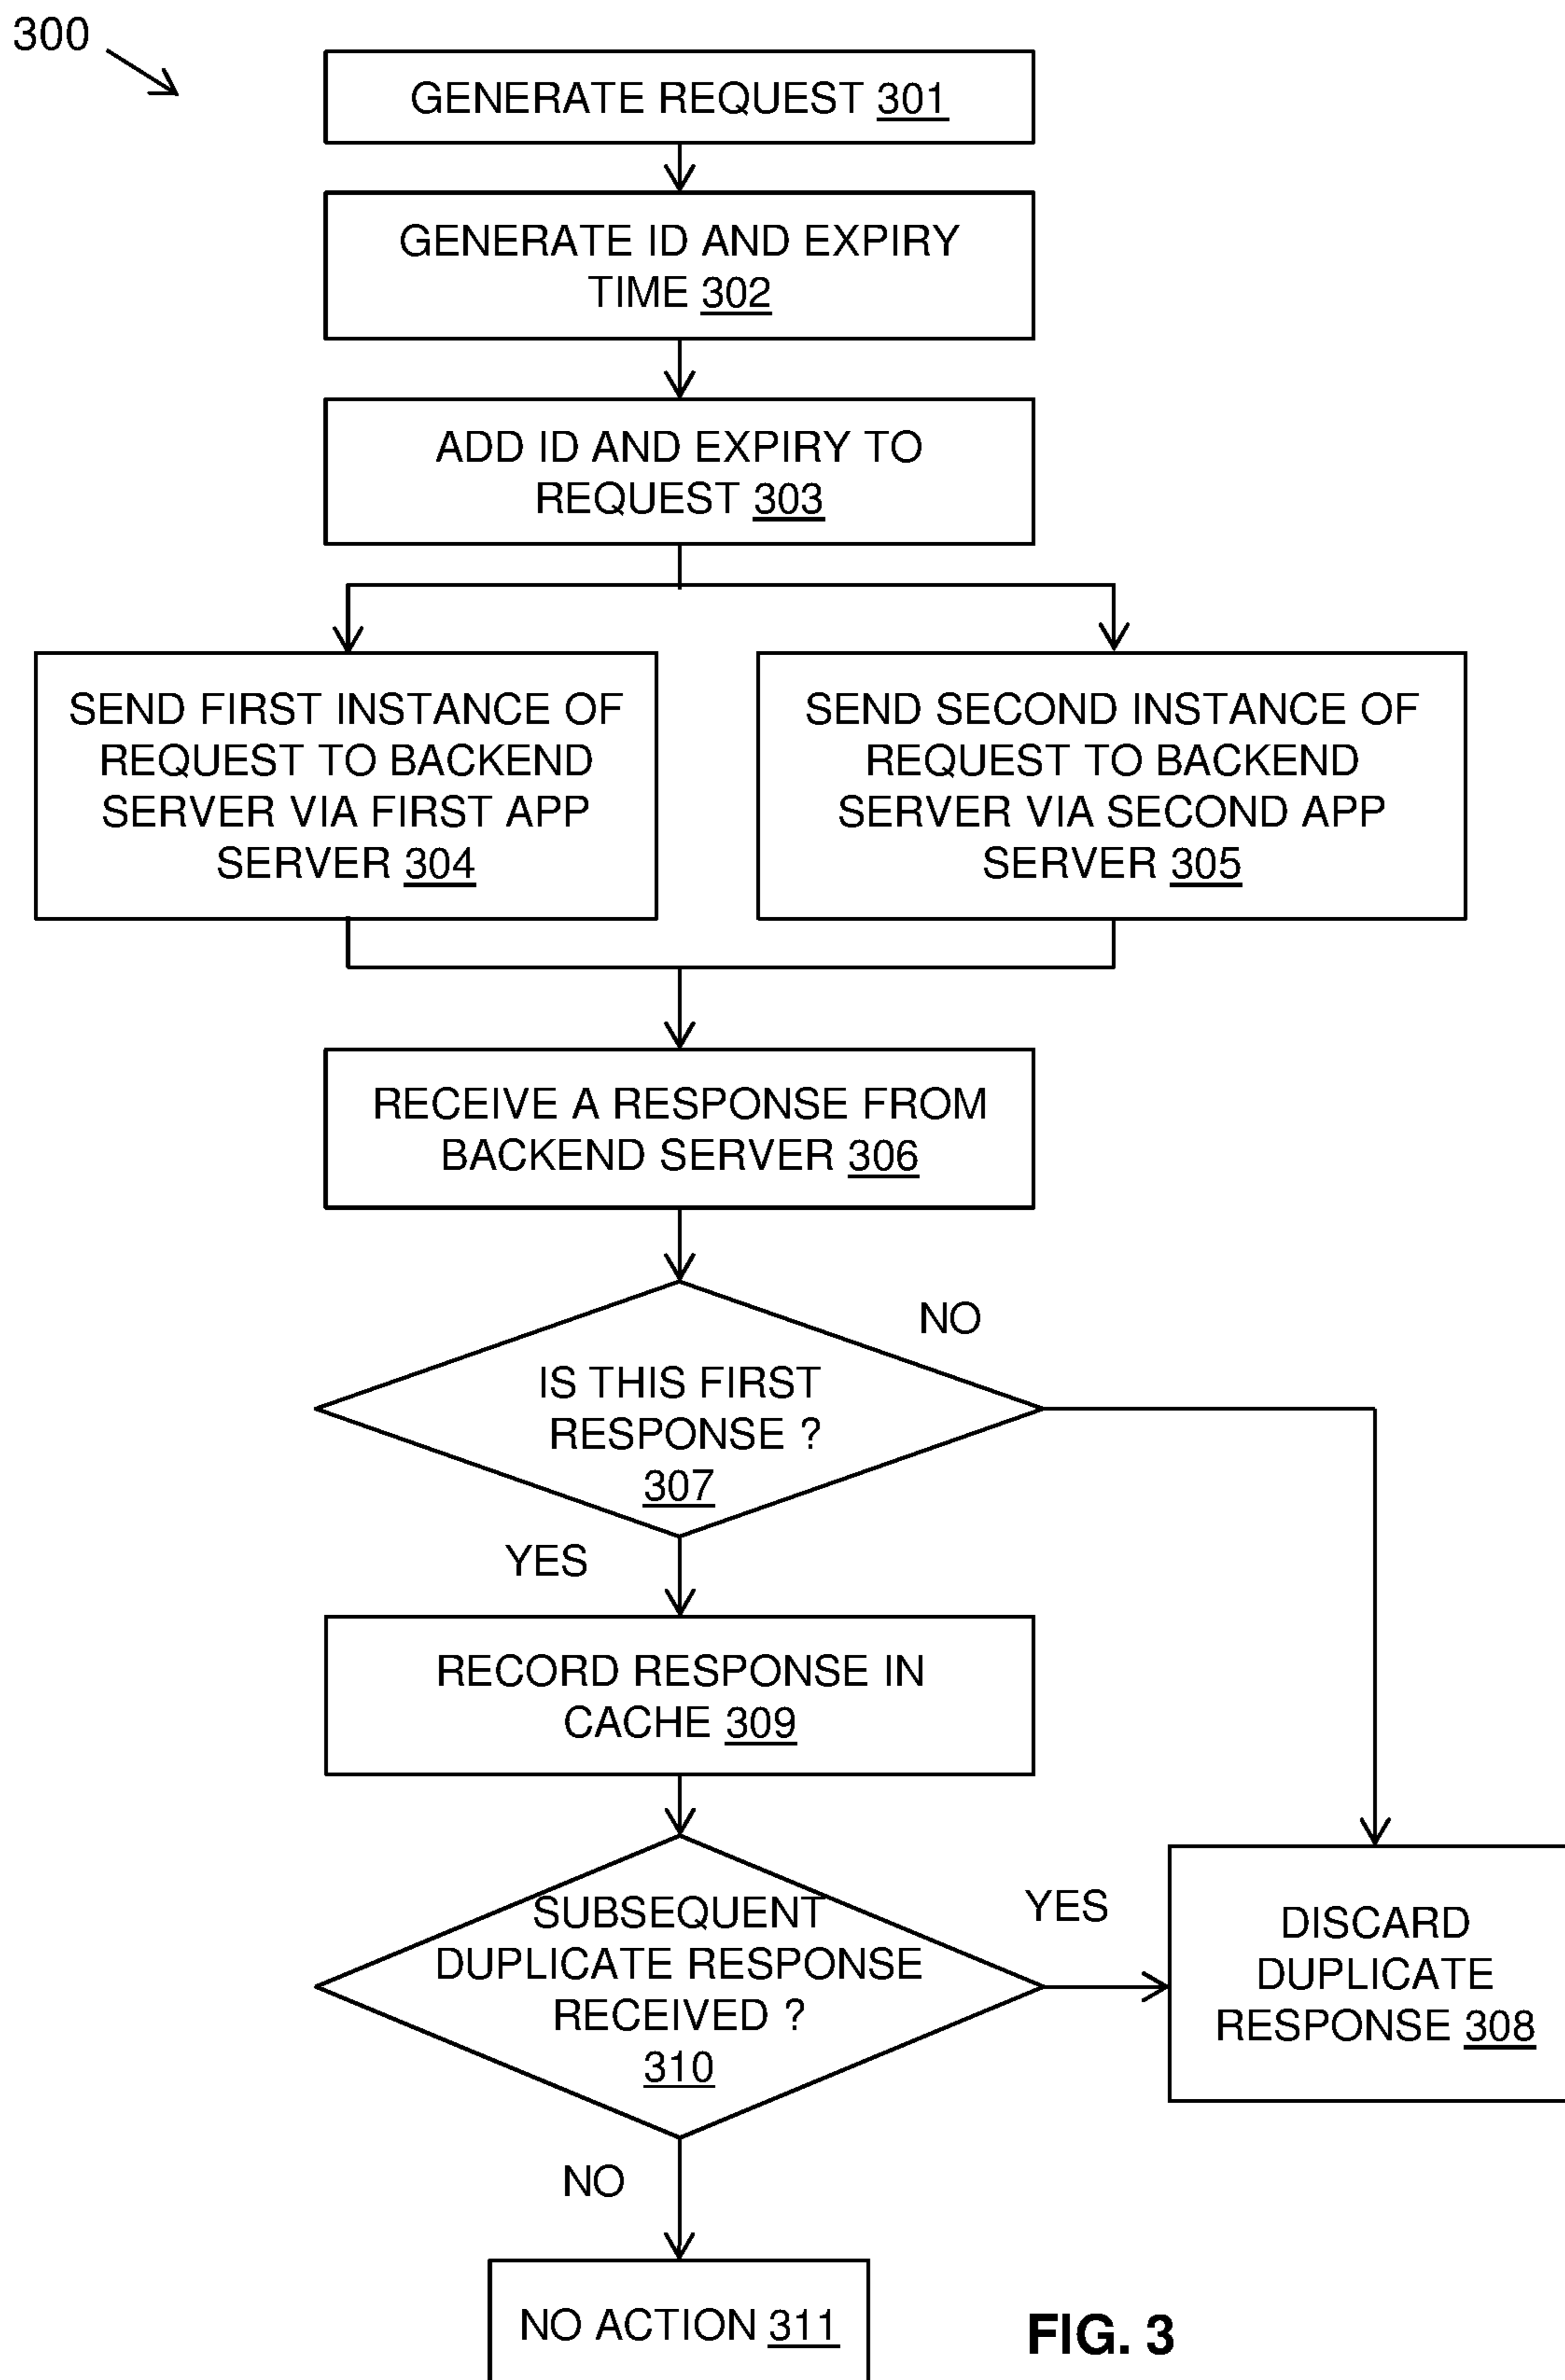 300
GENERATE REQUEST 301
GENERATE ID AND EXPIRY
TIME 302
ADD ID AND EXPIRY TO
REQUEST 303
SEND FIRST INSTANCE OF
REQUEST TO BACKEND
SERVER VIA FIRST APP
SERVER 304
SEND SECOND INSTANCE OF
REQUEST TO BACKEND
SERVER VIA SECOND APP
SERVER 305
RECEIVE A RESPONSE FROM
BACKEND SERVER 306
NO
IS THIS FIRST
RESPONSE ?
307
YES
RECORD RESPONSE IN
CACHE 309
SUBSEQUENT
DUPLICATE RESPONSE
RECEIVED ?
310
YES
DISCARD
DUPLICATE
RESPONSE 308
NO
NO ACTION 311
FIG. 3